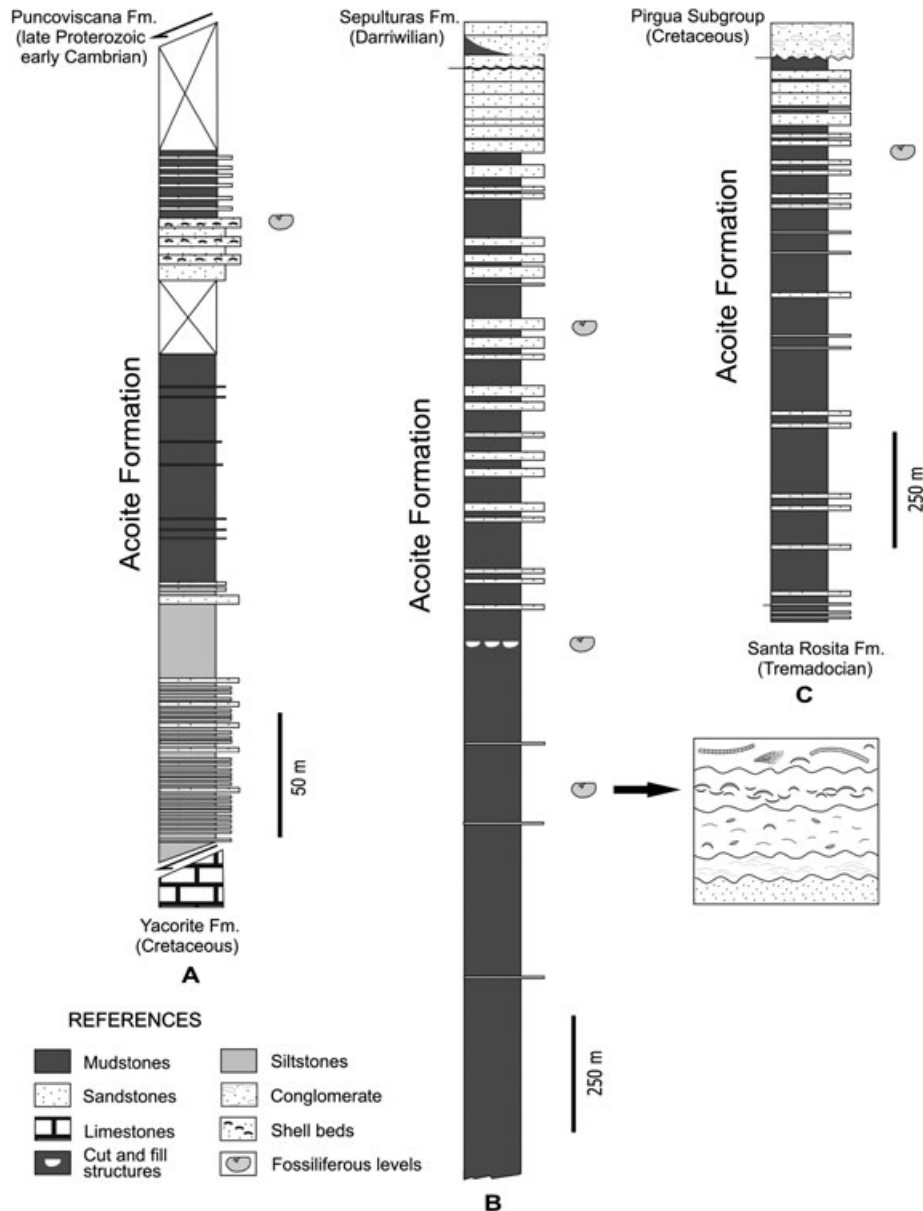 Puncoviscana Fm.
(late Proterozoic
early Cambrian)
Acoite Formation
50 m
Yacorite Fm.
(Cretaceous)
A
Sepulturas Fm.
(Darriwilian)
Acoite Formation
250 m
B
Pirgua Subgroup
(Cretaceous)
Acoite Formation
250 m
Santa Rosita Fm.
(Tremadocian)
C
REFERENCES
Mudstones
Sandstones
Limestones
Cut and fill
structures
Siltstones
Conglomerate
Shell beds
Fossiliferous levels